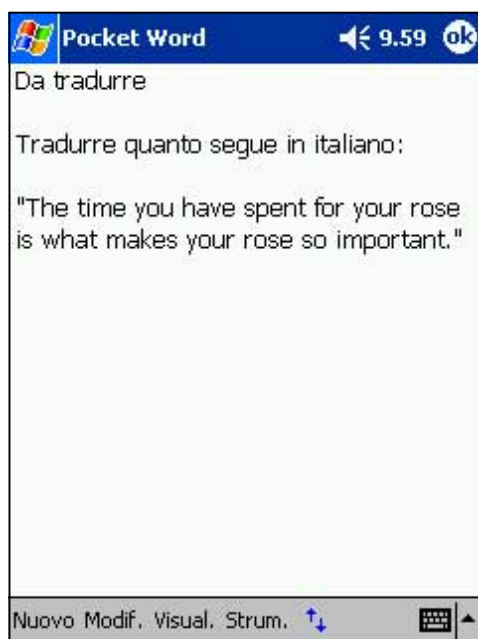 Pocket Word 9.59 ok
Da tradurre
Tradurre quanto segue in italiano:
"The time you have spent for your rose
is what makes your rose so important."
Nuovo Modif. Visual. Strum.